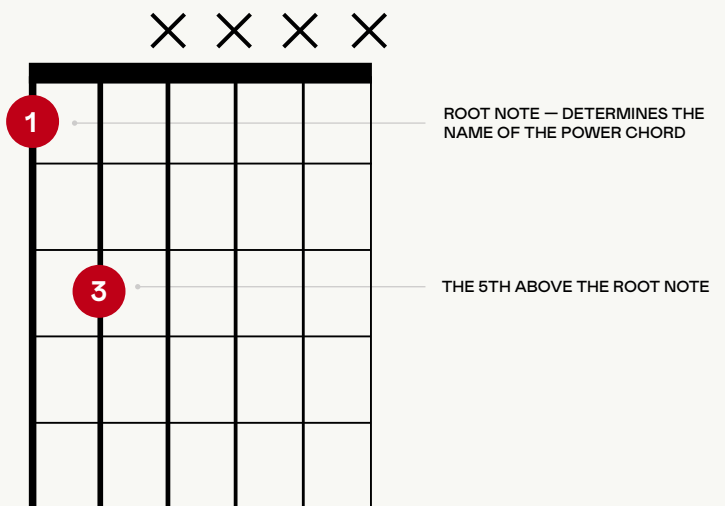 ROOT NOTE — DETERMINES THE
NAME OF THE POWER CHORD
1
THE 5TH ABOVE THE ROOT NOTE
3